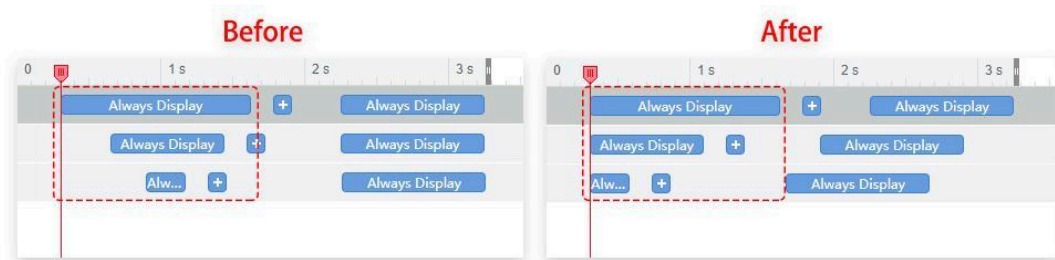 Before After
0 1 s 2 s 3 s 0 1 s 2 s 3 s
Always Display + Always Display Always Display + Always Display
Always Display + Always Display Always Display + Always Display
Alw... + Always Display Alw... + Always Display